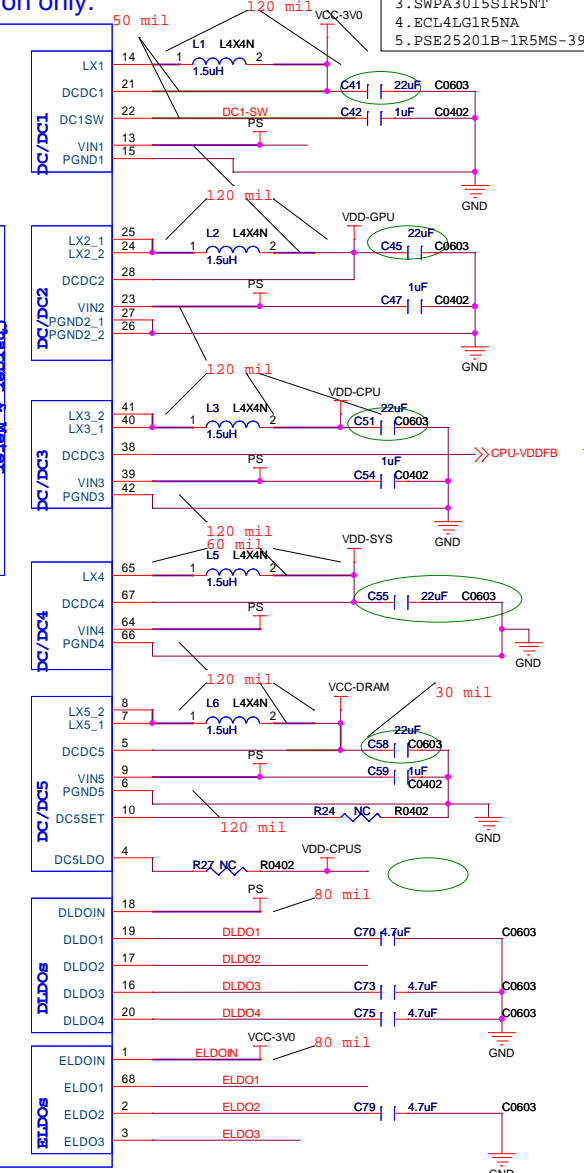 on only.
3.SWPA3015S1R5NT
4.ECL4LG1R5NA
5.PSE25201B-1R5MS-39
50 mil
120 mil
VCC-3V0
DC/DC1
LX1 14 1 L1 L4X4N 2
1.5uH
DCDC1 21 C41 22uF C0603
DC1SW 22 DC1-SW C42 1uF C0402
PS
VIN1 13
PGND1 15
GND
120 mil
VDD-GPU
DC/DC2
LX2_1 25
LX2_2 24 1 L2 L4X4N 2
1.5uH
22uF
C45 C0603
DCDC2 28
PS
1uF
VIN2 23 C47 C0402
PGND2_1 27
PGND2_2 26
GND
Charger & Meter
120 mil
VDD-CPU
DC/DC3
LX3_2 41
LX3_1 40 1 L3 L4X4N 2
1.5uH
22uF
C51 C0603
DCDC3 38 CPU-VDDFB
PS
1uF
VIN3 39 C54 C0402
PGND3 42
GND
120 mil
60 mil
VDD-SYS
DC/DC4
LX4 65 1 L5 L4X4N 2
1.5uH
DCDC4 67 C55 22uF C0603
PS
VIN4 64
PGND4 66
GND
120 mil
VCC-DRAM
30 mil
DC/DC5
LX5_2 8
LX5_1 7 1 L6 L4X4N 2
1.5uH
22uF
DCDC5 5 C58 C0603
PS
VIN5 9 C59 1uF
C0402
PGND5 6
DC5SET 10 R24 NC R0402
120 mil
GND
VDD-CPUS
DC5LDO 4 R27 NC R0402
PS
80 mil
DLDOs
DLDOIN 18
DLDO1 19 DLDO1 C70 4.7uF C0603
DLDO2 17 DLDO2
DLDO3 16 DLDO3 C73 4.7uF C0603
DLDO4 20 DLDO4 C75 4.7uF C0603
GND
VCC-3V0
80 mil
ELDOs
ELDOIN 1 ELDOIN
ELDO1 68 ELDO1
ELDO2 2 ELDO2 C79 4.7uF C0603
ELDO3 3 ELDO3
GND